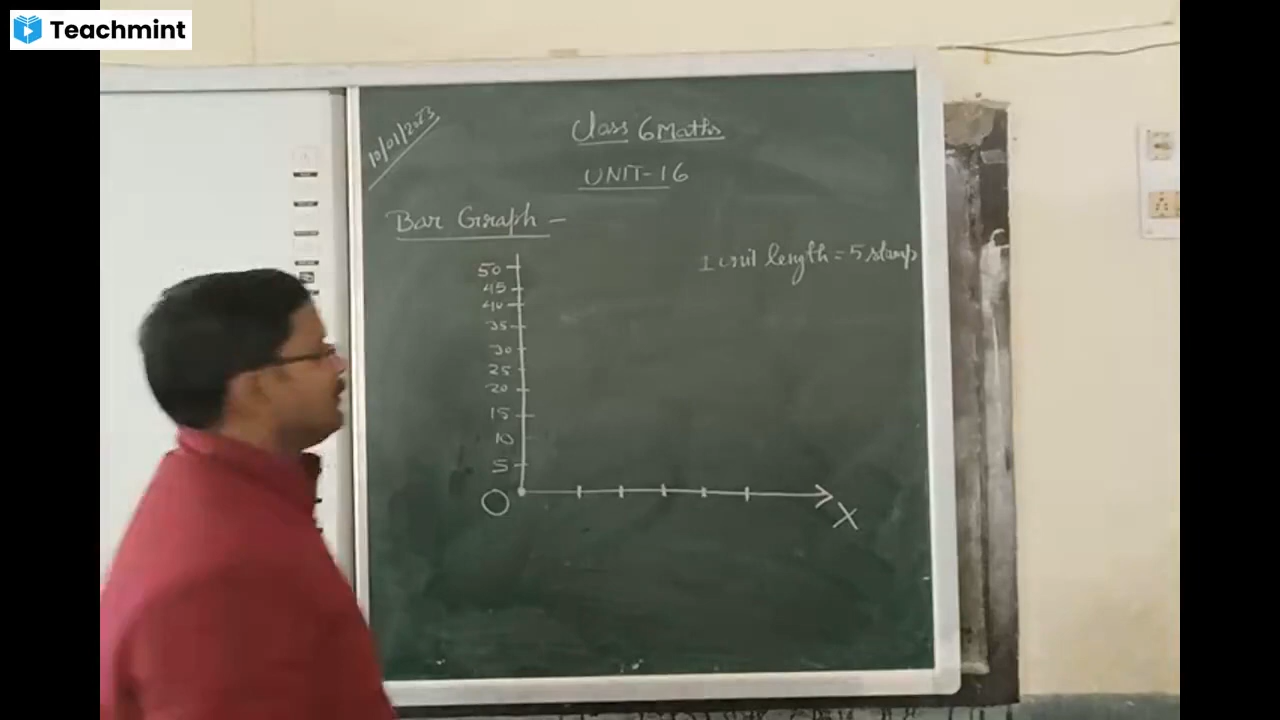 Teachmint
10/01/2023
Class 6 Maths
UNIT-16
Bar Graph -
1 unit length = 5 stamp
50
45
40
35
30
25
20
15
10
5
O
X